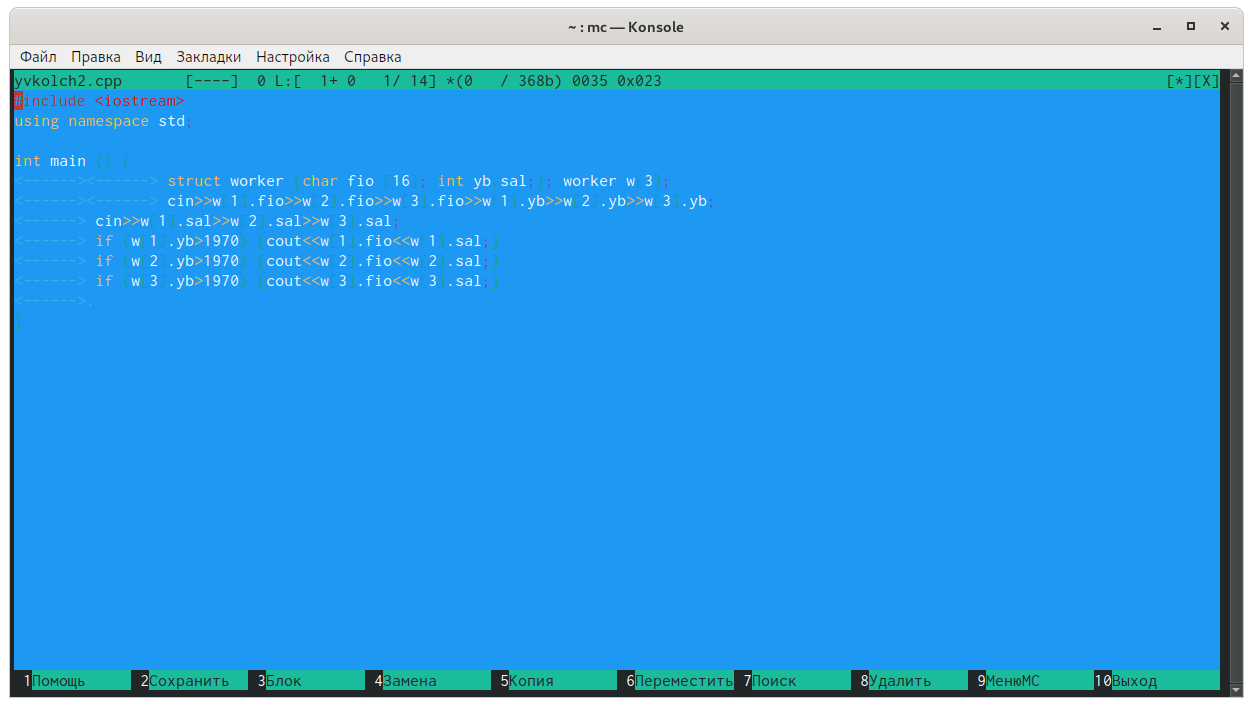 ~ : mc — Konsole
Файл Правка Вид Закладки Настройка Справка
yvkolch2.cpp [----] 0 L:[ 1+ 0 1/ 14] *(0 / 368b) 0035 0x023 [*][X]
#include <iostream>
using namespace std;
int main () {
<------><------> struct worker {char fio [16]; int yb,sal;}; worker w[3];
<------><------> cin>>w[1].fio>>w[2].fio>>w[3].fio>>w[1].yb>>w[2].yb>>w[3].yb;
<------> cin>>w[1].sal>>w[2].sal>>w[3].sal;
<------> if (w[1].yb>1970) {cout<<w[1].fio<<w[1].sal;}
<------> if (w[2].yb>1970) {cout<<w[2].fio<<w[2].sal;}
<------> if (w[3].yb>1970) {cout<<w[3].fio<<w[3].sal;}
<------>.
}
1Помощь 2Сохранить 3Блок 4Замена 5Копия 6Переместить 7Поиск 8Удалить 9МенюMC 10Выход